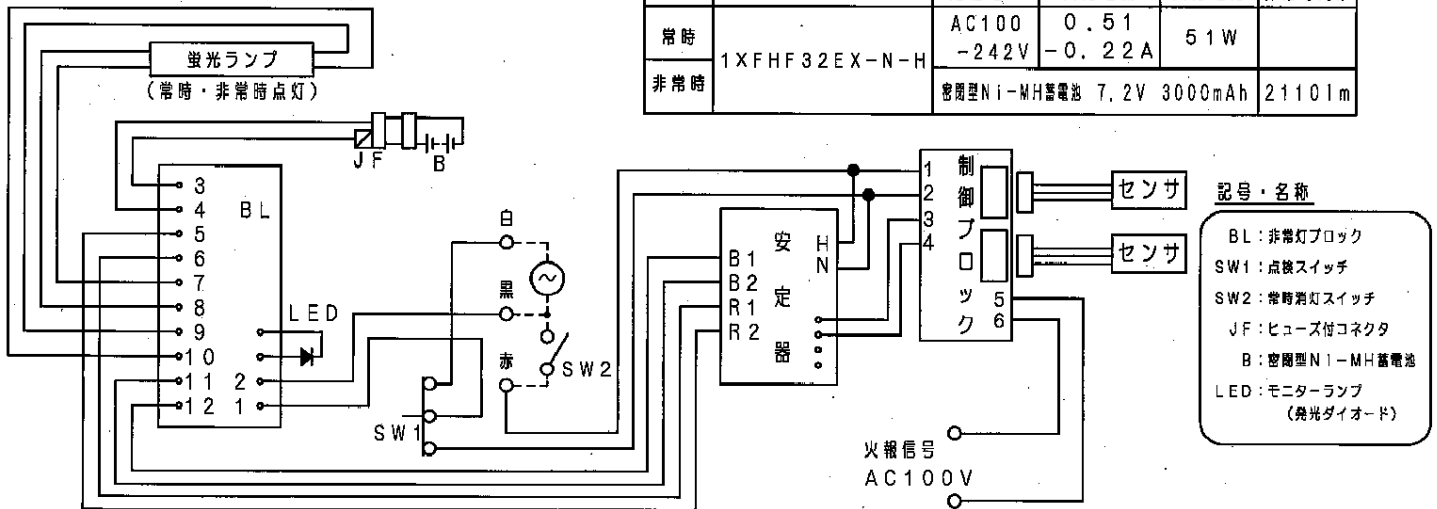 常時
1XFHF32EX-N-H
AC100
-242V
0.51
-0.22A
51W
非常時
密閉型Ni-MH蓄電池 7.2V 3000mAh
2110lm
蛍光ランプ
(常時・非常時点灯)
JF
B
3
4
BL
5
6
7
8
9
10
11
12
2
1
LED
白
黒
赤
SW2
SW1
安定器
H
N
B1
B2
R1
R2
制御ブロック
1
2
3
4
5
6
センサ
センサ
火報信号
AC100V
記号・名称
BL:非常灯ブロック
SW1:点検スイッチ
SW2:常時消灯スイッチ
JF:ヒューズ付コネクタ
B:密閉型Ni-MH蓄電池
LED:モニターランプ
(発光ダイオード)